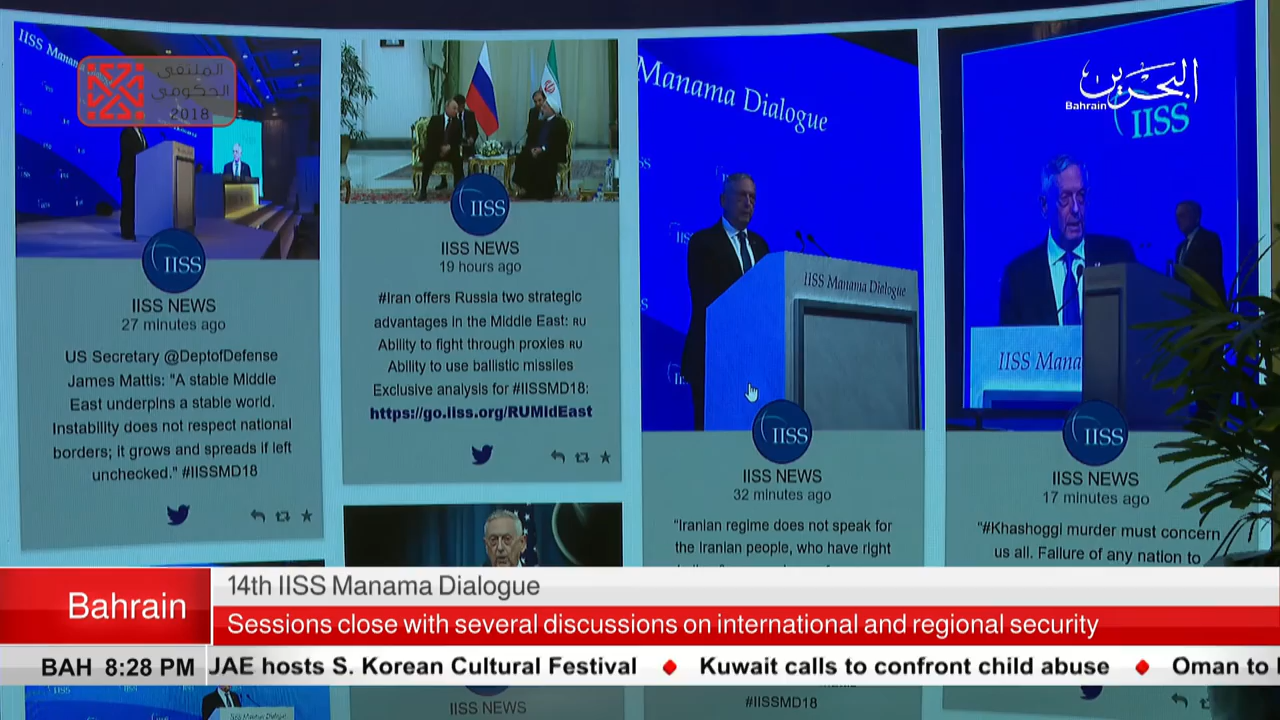 IISS Manama
الملتقى
الحكومي
2018
IISS
IISS NEWS
27 minutes ago
US Secretary @DeptofDefense
James Mattis: "A stable Middle
East underpins a stable world.
Instability does not respect national
borders; it grows and spreads if left
unchecked." #IISSMD18
IISS
IISS NEWS
19 hours ago
#Iran offers Russia two strategic
advantages in the Middle East: RU
Ability to fight through proxies RU
Ability to use ballistic missiles
Exclusive analysis for #IISSMD18:
https://go.iiss.org/RUMidEast
Manama Dialogue
IISS Manama Dialogue
IISS
IISS NEWS
32 minutes ago
"Iranian regime does not speak for
the Iranian people, who have right
#IISSMD18
البحرين
Bahrain
IISS
IISS Mana
IISS
IISS NEWS
17 minutes ago
"#Khashoggi murder must concern
us all. Failure of any nation to
Bahrain
14th IISS Manama Dialogue
Sessions close with several discussions on international and regional security
BAH 8:28 PM
JAE hosts S. Korean Cultural Festival
Kuwait calls to confront child abuse
Oman to
IISS NEWS